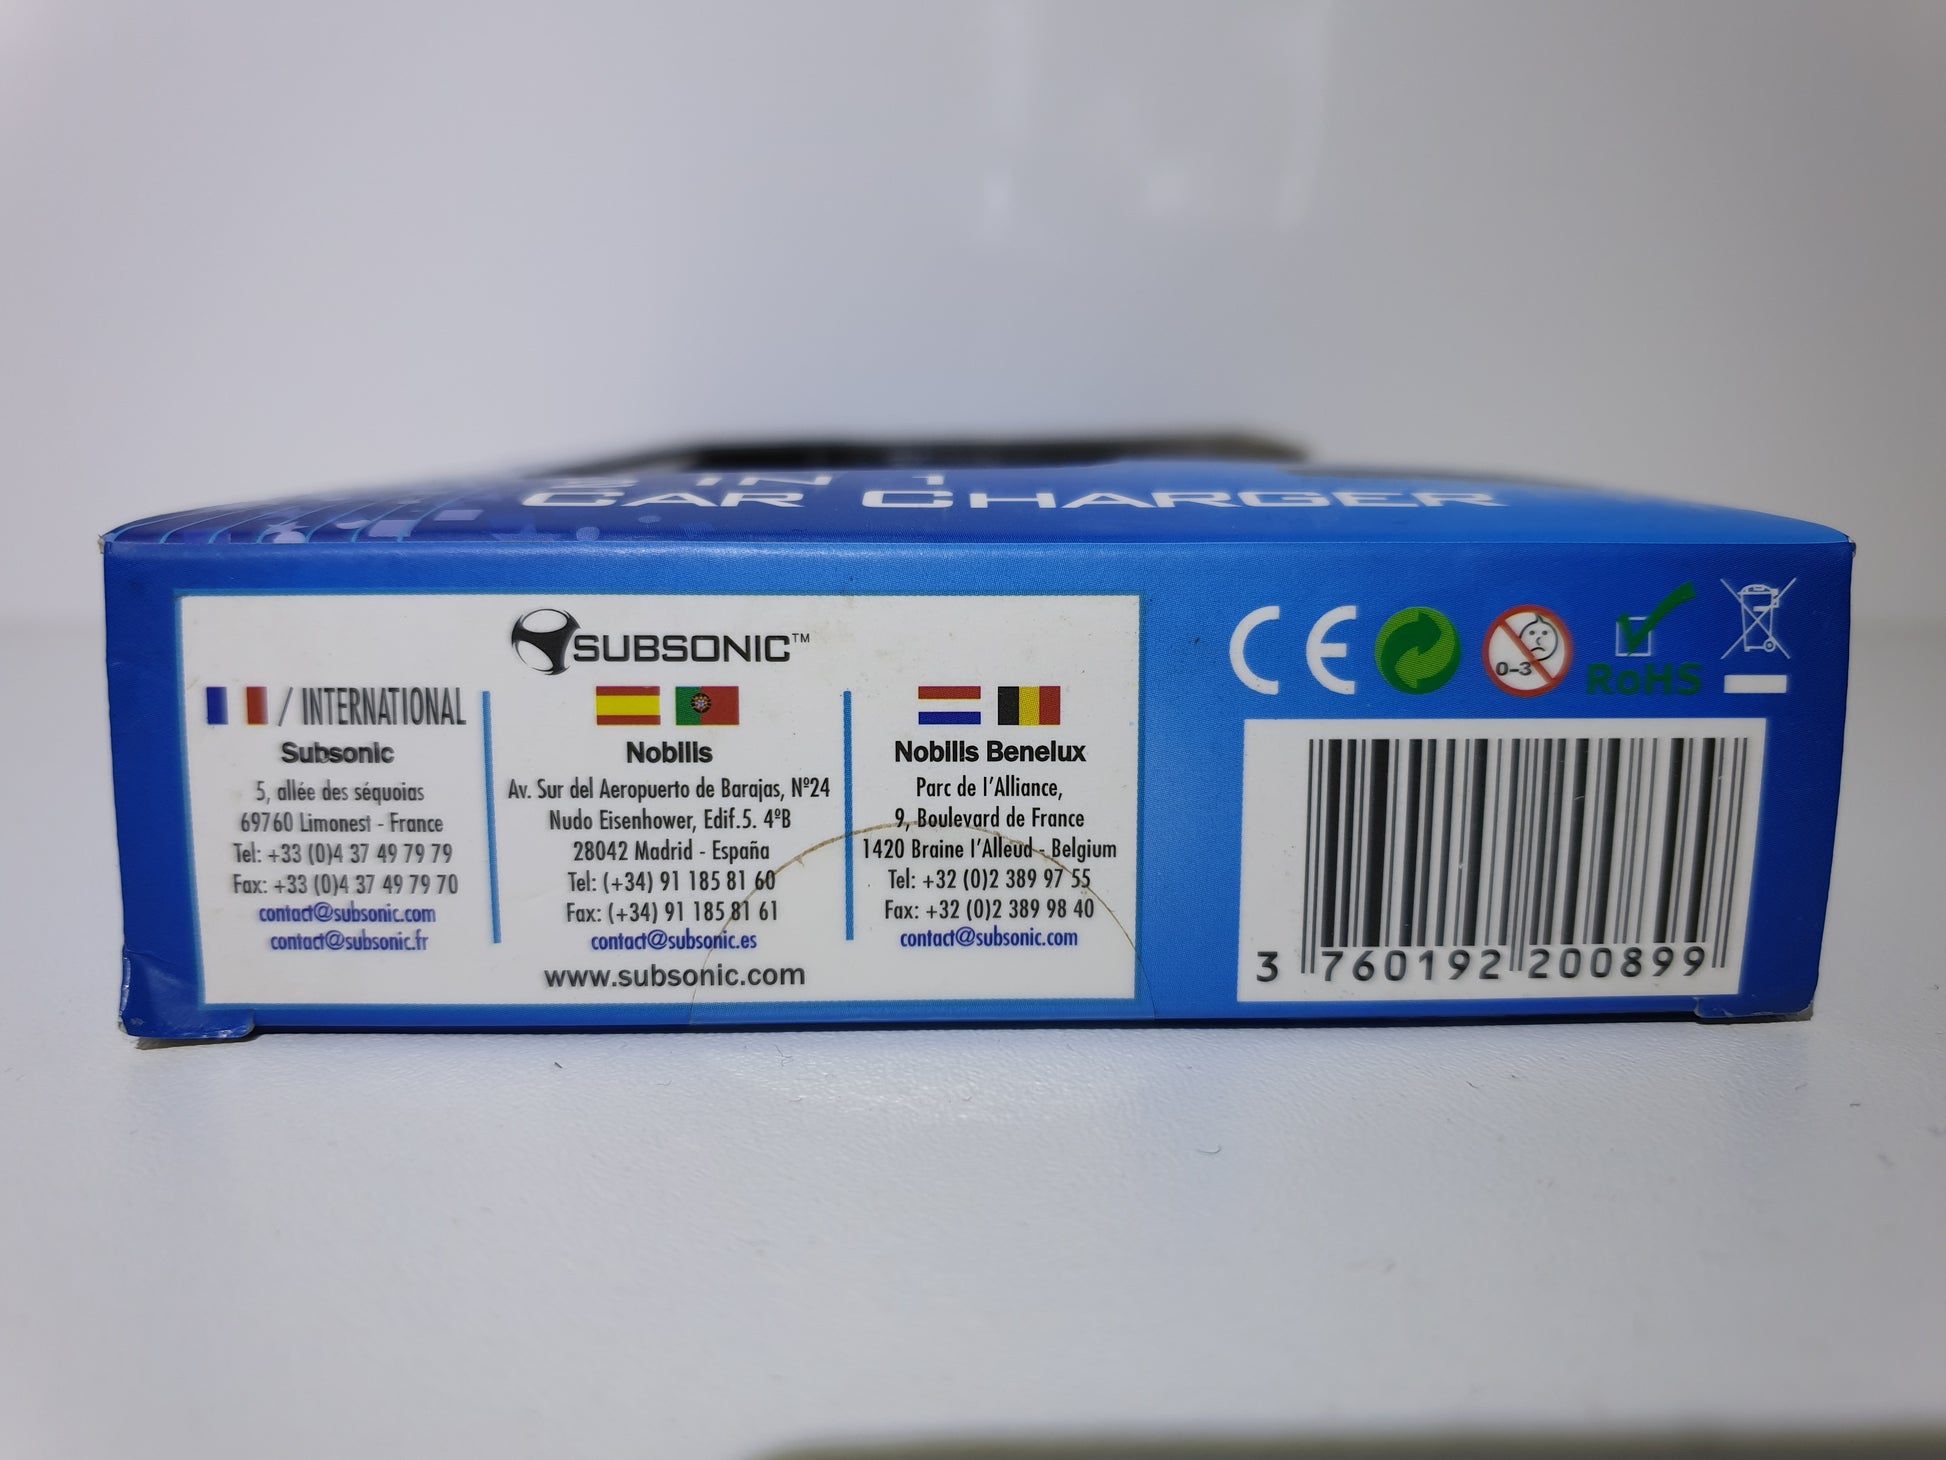 IN 1
CAR CHARGER
SUBSONIC™
/ INTERNATIONAL
Subsonic
5, allée des séquoias
69760 Limonest - France
Tel: +33 (0)4 37 49 79 79
Fax: +33 (0)4 37 49 79 70
contact@subsonic.com
contact@subsonic.fr
Nobilis
Av. Sur del Aeropuerto de Barajas, Nº24
Nudo Eisenhower, Edif.5. 4ºB
28042 Madrid - España
Tel: (+34) 91 185 81 60
Fax: (+34) 91 185 81 61
contact@subsonic.es
Nobilis Benelux
Parc de l'Alliance,
9, Boulevard de France
1420 Braine l'Alleud - Belgium
Tel: +32 (0)2 389 97 55
Fax: +32 (0)2 389 98 40
contact@subsonic.com
www.subsonic.com
CE
0-3
RoHS
3 760192 200899